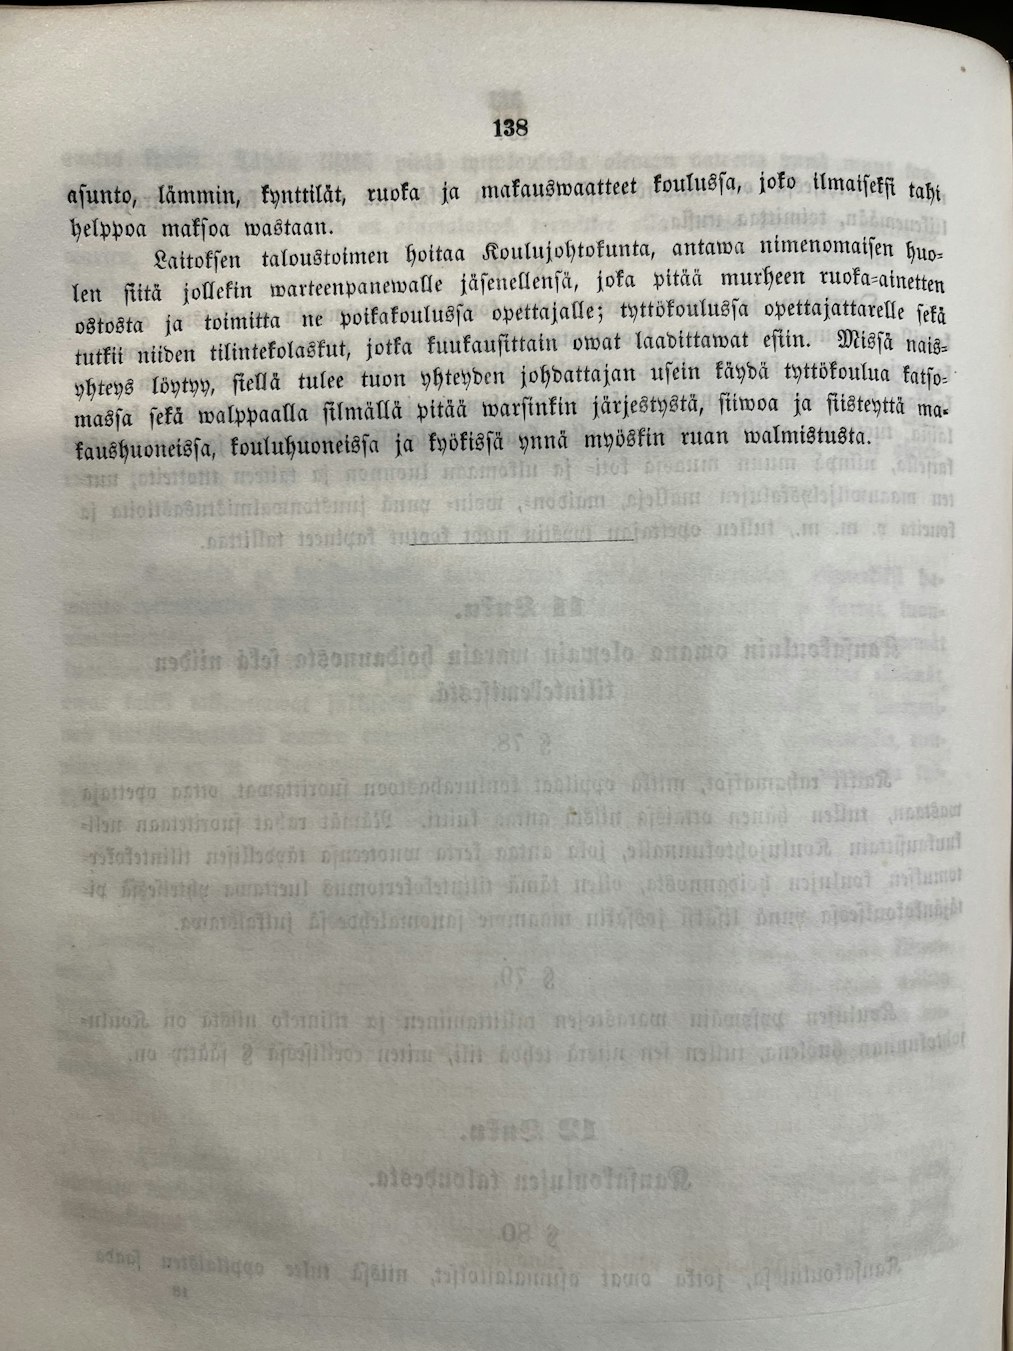 138
asunto, lämmin, kynttilät, ruoka ja makauswaatteet koulussa, joko ilmaiseksi tahi
helppoa maksoa wastaan.
Laitoksen taloustoimen hoitaa Koulujohtokunta, antawa nimenomaisen huo-
len siitä jollekin warteenpanewalle jäsenellensä, joka pitää murheen ruoka-ainetten
ostosta ja toimitta ne poikakoulussa opettajalle; tyttökoulussa opettajattarelle sekä
tutkii niiden tilintekolaskut, jotka kuukausittain owat laadittawat esiin. Missä nais-
yhteys löytyy, siellä tulee tuon yhteyden johdattajan usein käydä tyttökoulua katso-
massa sekä walppaalla silmällä pitää warsinkin järjestystä, siiwoa ja siisteyttä ma-
kaushuoneissa, kouluhuoneissa ja kyökissä ynnä myöskin ruan walmistusta.